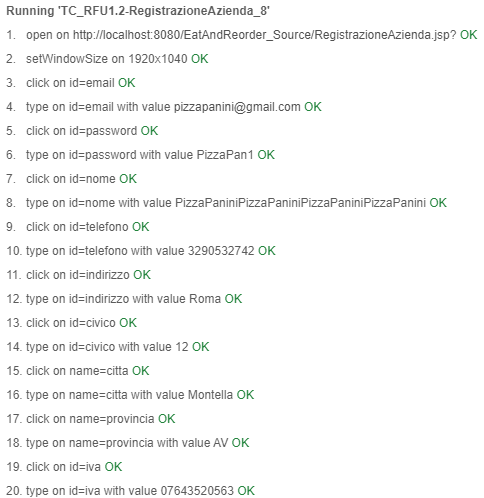 Running 'TC_RFU1.2-RegistrazioneAzienda_8'
1. open on http://localhost:8080/EatAndReorder_Source/RegistrazioneAzienda.jsp? OK
2. setWindowSize on 1920x1040 OK
3. click on id=email OK
4. type on id=email with value pizzapanini@gmail.com OK
5. click on id=password OK
6. type on id=password with value PizzaPan1 OK
7. click on id=nome OK
8. type on id=nome with value PizzaPaniniPizzaPaniniPizzaPaniniPizzaPanini OK
9. click on id=telefono OK
10. type on id=telefono with value 3290532742 OK
11. click on id=indirizzo OK
12. type on id=indirizzo with value Roma OK
13. click on id=civico OK
14. type on id=civico with value 12 OK
15. click on name=citta OK
16. type on name=citta with value Montella OK
17. click on name=provincia OK
18. type on name=provincia with value AV OK
19. click on id=iva OK
20. type on id=iva with value 07643520563 OK